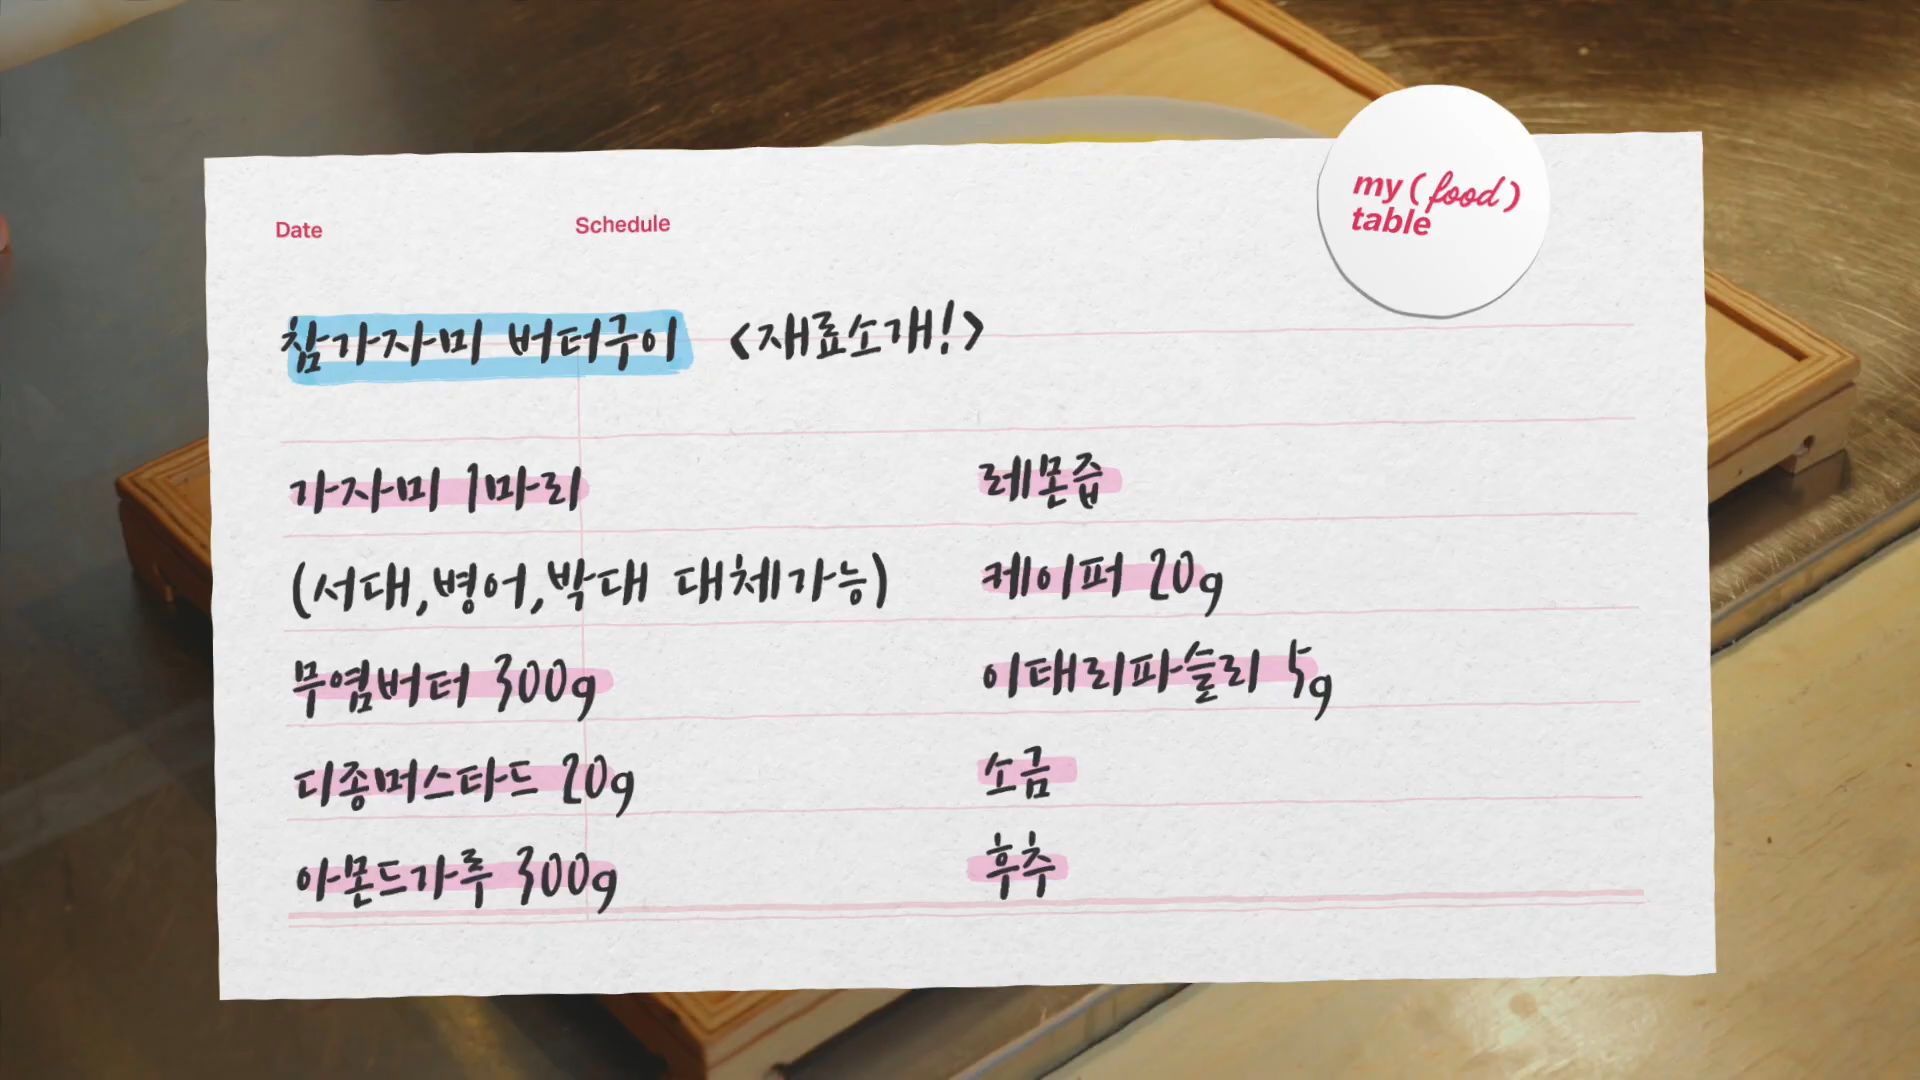 my (food)
table
Date
Schedule
참가자미 버터구이 <재료소개!>
가자미 1마리
(서대,병어,박대 대체가능)
무염버터 300g
디종머스타드 20g
아몬드가루 300g
레몬즙
케이퍼 20g
이태리파슬리 5g
소금
후추